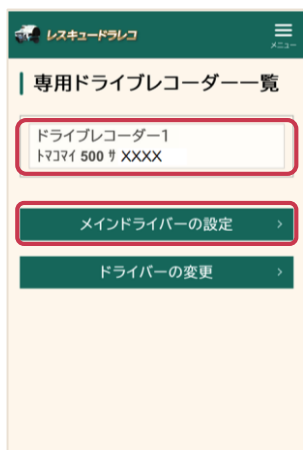 レスキュードラレコ
メニュー
専用ドライブレコーダー一覧
ドライブレコーダー1
ﾄﾏｺﾏｲ 500 ｻ XXXX
メインドライバーの設定 >
ドライバーの変更 >